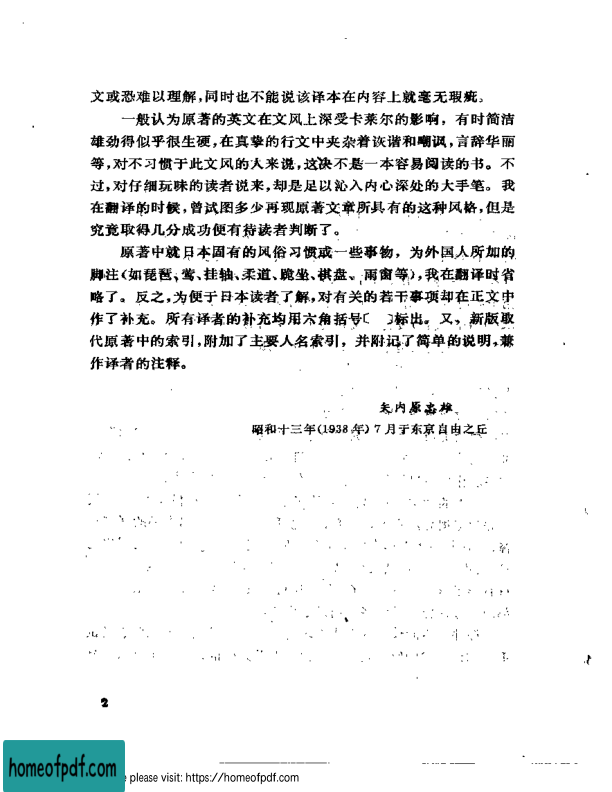 文或恐难以理解,同时也不能说该译本在内容上就毫无瑕疵。
一般认为原著的英文在文风上深受卡莱尔的影响,有时简洁
雄劲得似乎很生硬,在真挚的行文中夹杂着诙谐和嘲讽,言辞华丽
等,对不习惯于此文风的人来说,这决不是一本容易阅读的书。不
过,对仔细玩味的读者说来,却是足以沁入内心深处的大手笔。我
在翻译的时候,曾试图多少再现原著文章所具有的这种风格,但是
究竟取得几分成功便有待读者判断了。
原著中就日本固有的风俗习惯或一些事物,为外国人所加的
脚注(如琵琶、莺、挂轴、柔道、跪坐、棋盘、雨窗等),我在翻译时省
略了。反之,为便于日本读者了解,对有关的若干事项却在正文中
作了补充。所有译者的补充均用六角括号〔 〕标出。又,新版取
代原著中的索引,附加了主要人名索引,并附记了简单的说明,兼
作译者的注释。
矢内原忠雄
昭和十三年(1938年)7月于东京自由之丘
2
homeofpdf.com
please visit: https://homeofpdf.com